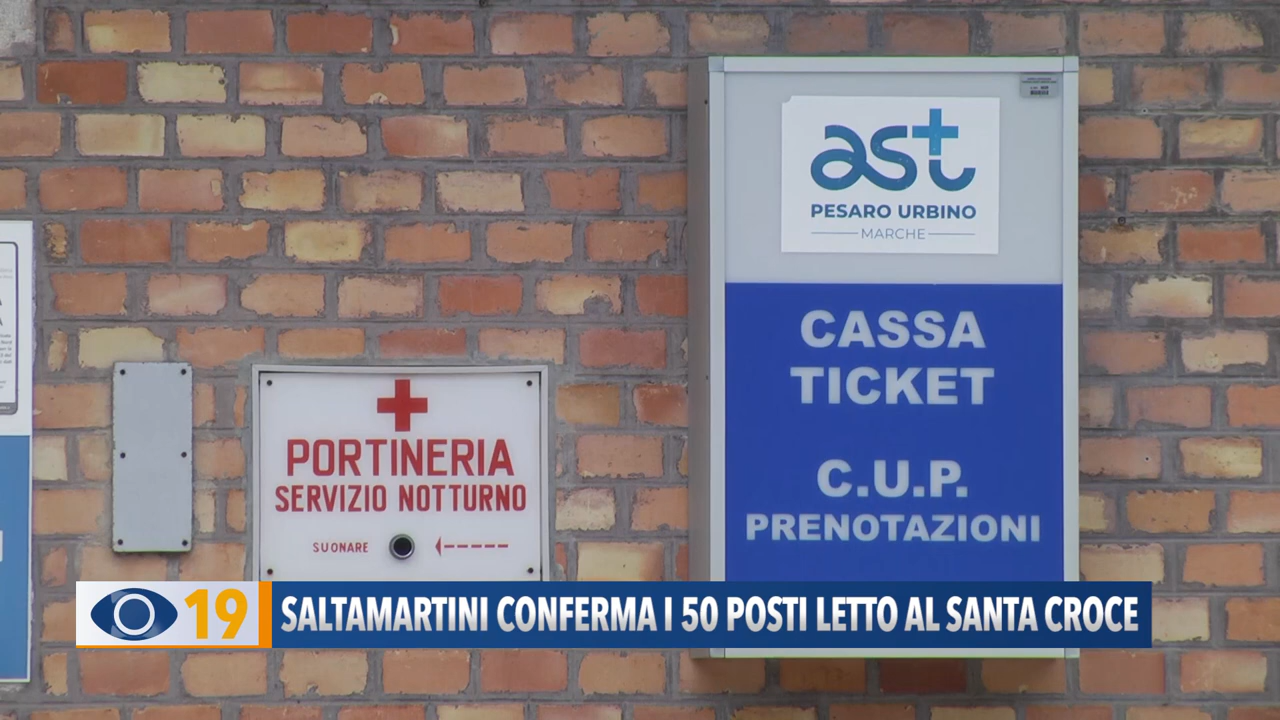 ast
PESARO URBINO
MARCHE
CASSA
TICKET
C.U.P.
PRENOTAZIONI
PORTINERIA
SERVIZIO NOTTURNO
SUONARE
19
SALTAMARTINI CONFERMA I 50 POSTI LETTO AL SANTA CROCE